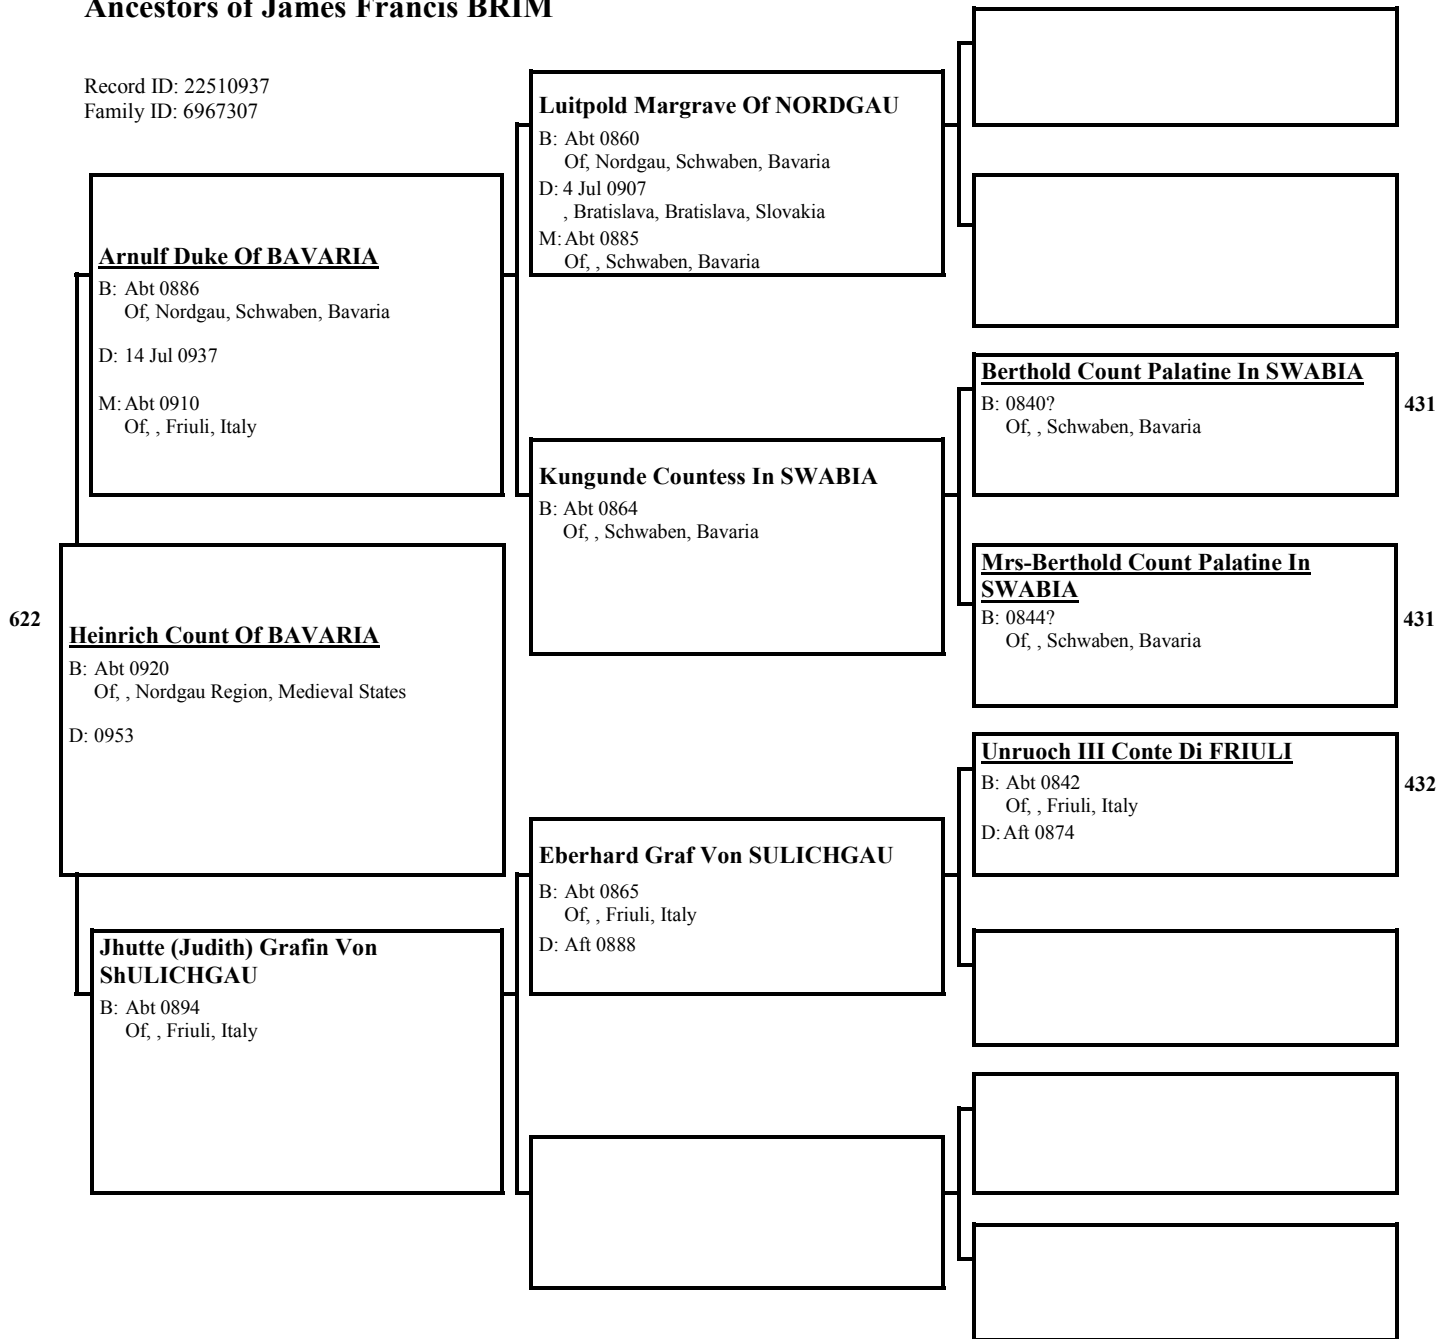 Ancestors of James Francis BRIM
Record ID: 22510937
Family ID: 6967307
Luitpold Margrave Of NORDGAU
B: Abt 0860
Of, Nordgau, Schwaben, Bavaria
D: 4 Jul 0907
, Bratislava, Bratislava, Slovakia
M: Abt 0885
Of, , Schwaben, Bavaria
Arnulf Duke Of BAVARIA
B: Abt 0886
Of, Nordgau, Schwaben, Bavaria
D: 14 Jul 0937
M: Abt 0910
Of, , Friuli, Italy
Berthold Count Palatine In SWABIA
B: 0840?
Of, , Schwaben, Bavaria
431
Kungunde Countess In SWABIA
B: Abt 0864
Of, , Schwaben, Bavaria
Mrs-Berthold Count Palatine In
SWABIA
B: 0844?
Of, , Schwaben, Bavaria
431
622
Heinrich Count Of BAVARIA
B: Abt 0920
Of, , Nordgau Region, Medieval States
D: 0953
Unruoch III Conte Di FRIULI
B: Abt 0842
Of, , Friuli, Italy
D: Aft 0874
432
Eberhard Graf Von SULICHGAU
B: Abt 0865
Of, , Friuli, Italy
D: Aft 0888
Jhutte (Judith) Grafin Von
ShULICHGAU
B: Abt 0894
Of, , Friuli, Italy